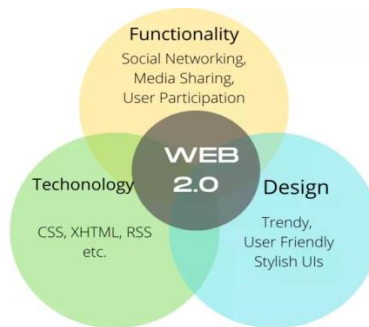 Functionality
Social Networking,
Media Sharing,
User Participation
WEB
2.0
Techonology
CSS, XHTML, RSS
etc.
Design
Trendy,
User Friendly
Stylish UIs